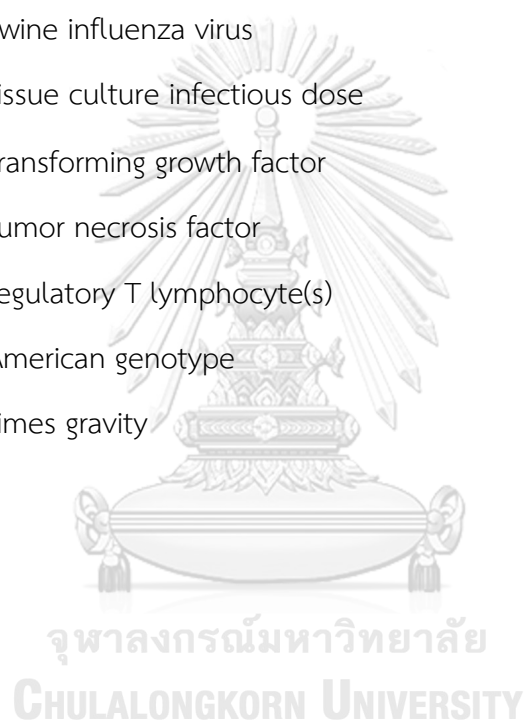 wine influenza virus
issue culture infectious dose
ransforming growth factor
umor necrosis factor
egulatory T lymphocyte(s)
American genotype
imes gravity
จุฬาลงกรณ์มหาวิทยาลัย
CHULALONGKORN UNIVERSITY